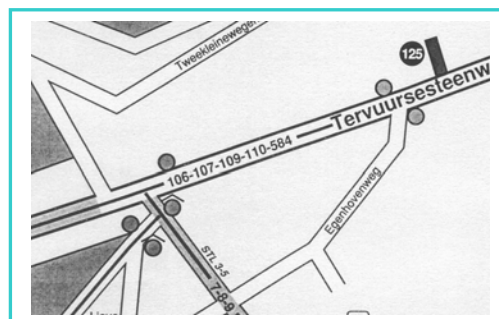 Tweekleinewegen
125
Tervuursesteenw
106-107-109-110-584
Egenhovenweg
STL 3-5
7-8-9